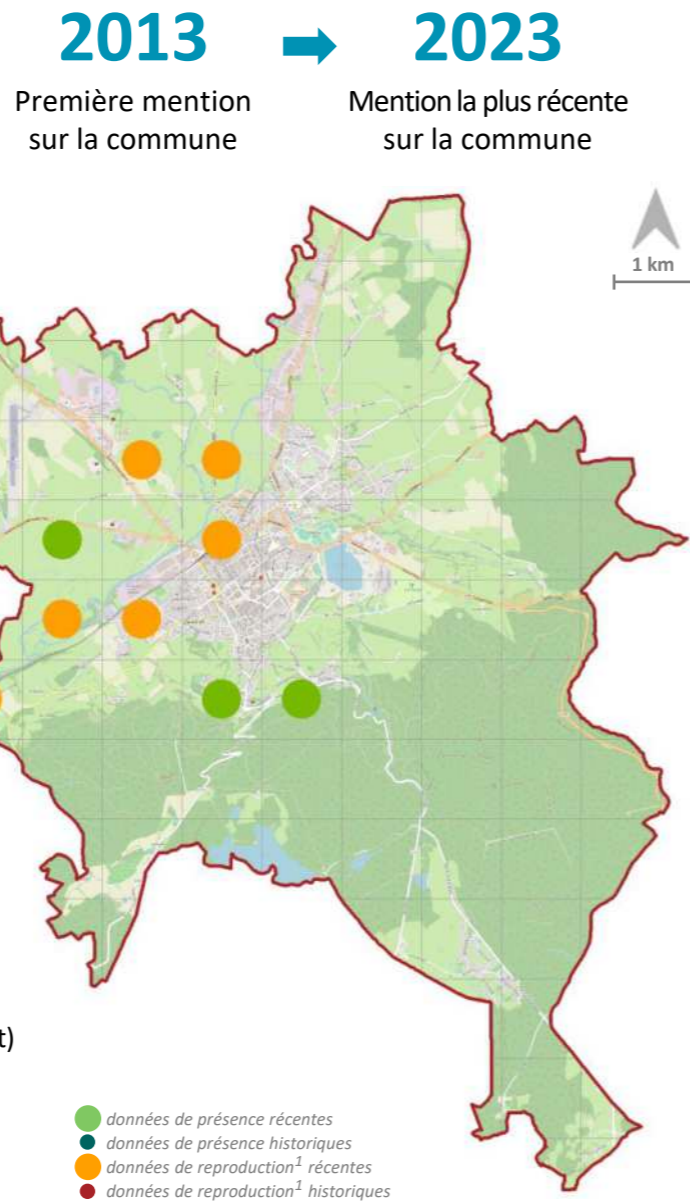 2013 2023
Première mention
sur la commune
Mention la plus récente
sur la commune
1 km
t)
données de présence récentes
données de présence historiques
données de reproduction¹ récentes
données de reproduction¹ historiques